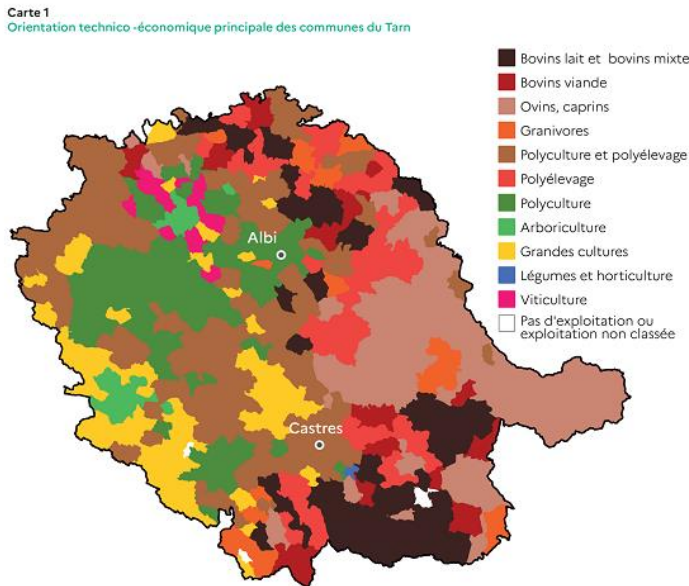 Carte 1
Orientation technico -économique principale des communes du Tarn
Bovins lait et bovins mixte
Bovins viande
Ovins, caprins
Granivores
Polyculture et polyélevage
Polyélevage
Polyculture
Arboriculture
Grandes cultures
Légumes et horticulture
Viticulture
Pas d'exploitation ou
exploitation non classée
Albi
Castres